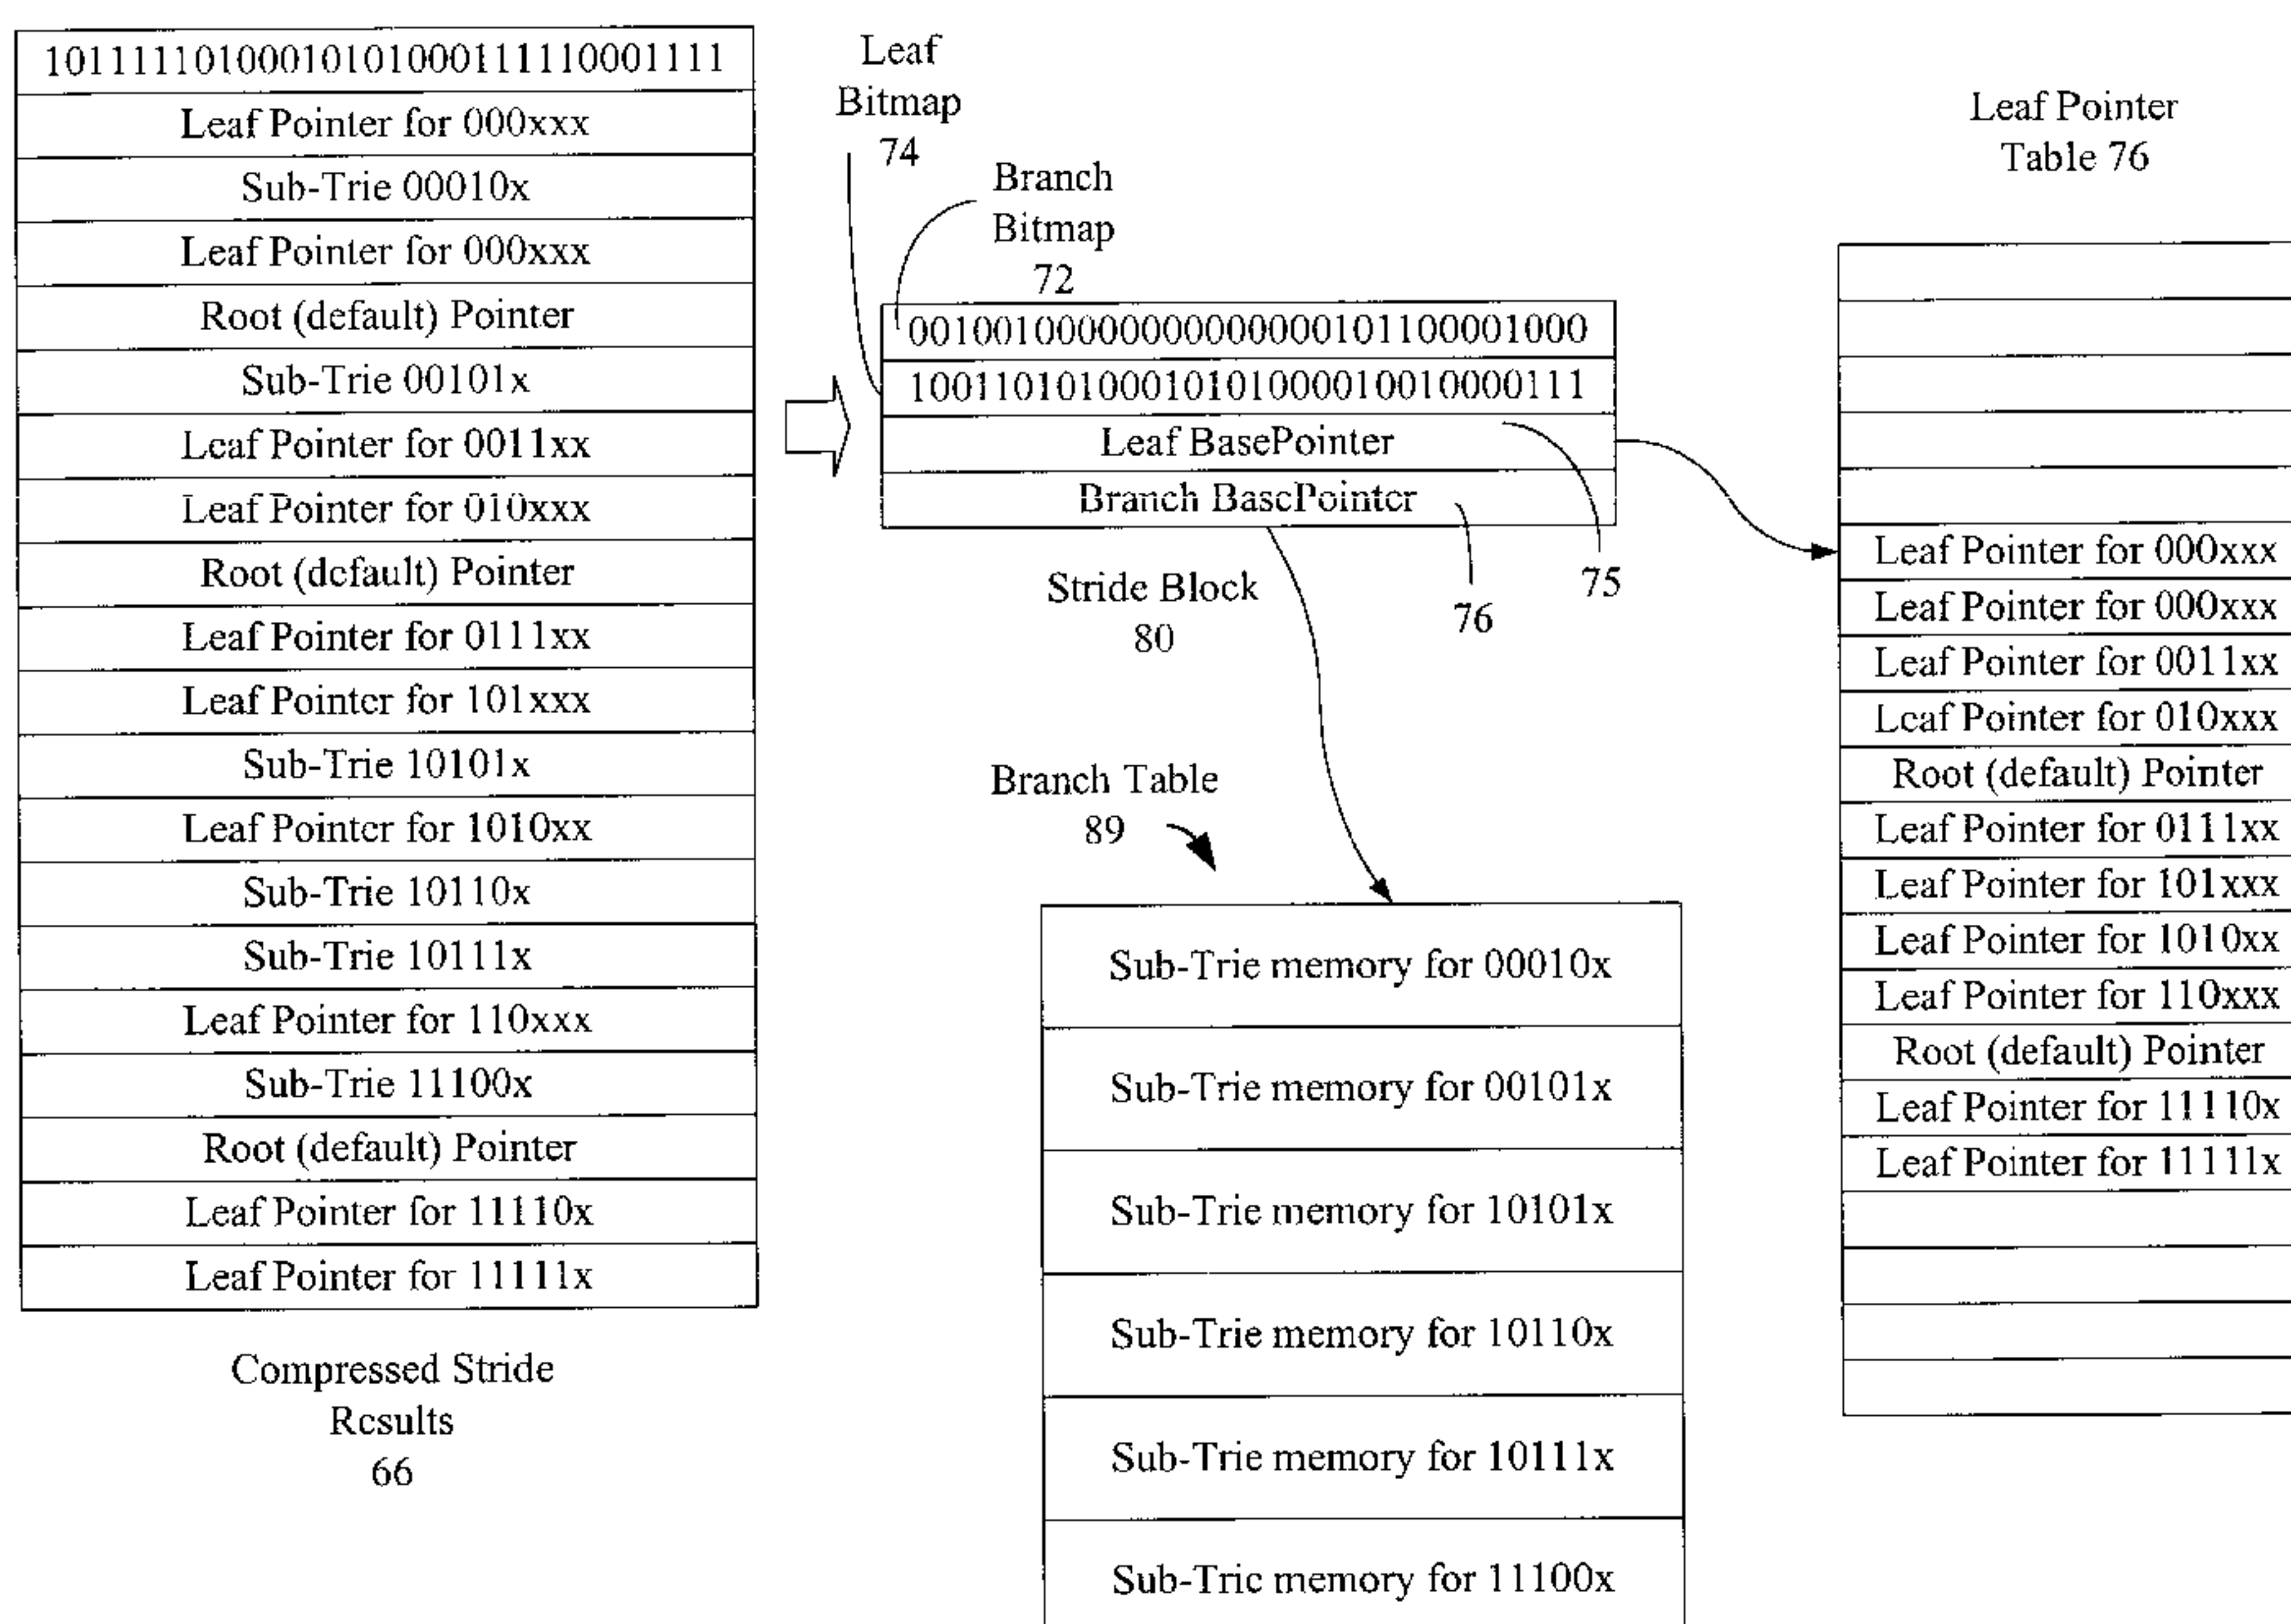 10111110100010101000111110001111
Leaf Pointer for 000xxx
Sub-Trie 00010x
Leaf Pointer for 000xxx
Root (default) Pointer
Sub-Trie 00101x
Leaf Pointer for 0011xx
Leaf Pointer for 010xxx
Root (default) Pointer
Leaf Pointer for 0111xx
Leaf Pointer for 101xxx
Sub-Trie 10101x
Leaf Pointer for 1010xx
Sub-Trie 10110x
Sub-Trie 10111x
Leaf Pointer for 110xxx
Sub-Trie 11100x
Root (default) Pointer
Leaf Pointer for 11110x
Leaf Pointer for 11111x
Compressed Stride
Results
66
Leaf
Bitmap
74
Branch
Bitmap
72
00100100000000000000101100001000
10011010100010101000010010000111
Leaf BasePointer
Branch BasePointer
75
76
Stride Block
80
Branch Table
89
Sub-Trie memory for 00010x
Sub-Trie memory for 00101x
Sub-Trie memory for 10101x
Sub-Trie memory for 10110x
Sub-Trie memory for 10111x
Sub-Trie memory for 11100x
Leaf Pointer
Table 76
Leaf Pointer for 000xxx
Leaf Pointer for 000xxx
Leaf Pointer for 0011xx
Leaf Pointer for 010xxx
Root (default) Pointer
Leaf Pointer for 0111xx
Leaf Pointer for 101xxx
Leaf Pointer for 1010xx
Leaf Pointer for 110xxx
Root (default) Pointer
Leaf Pointer for 11110x
Leaf Pointer for 11111x